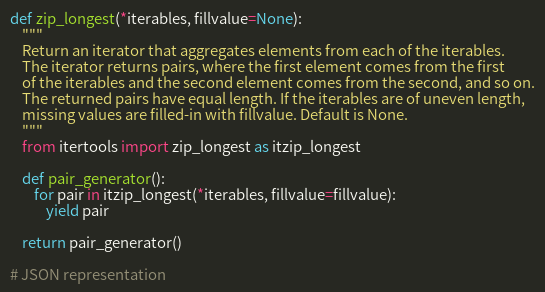 def zip_longest(*iterables, fillvalue=None):
    """
    Return an iterator that aggregates elements from each of the iterables.
    The iterator returns pairs, where the first element comes from the first
    of the iterables and the second element comes from the second, and so on.
    The returned pairs have equal length. If the iterables are of uneven length,
    missing values are filled-in with fillvalue. Default is None.
    """
    from itertools import zip_longest as itzip_longest

    def pair_generator():
        for pair in itzip_longest(*iterables, fillvalue=fillvalue):
            yield pair

    return pair_generator()

# JSON representation